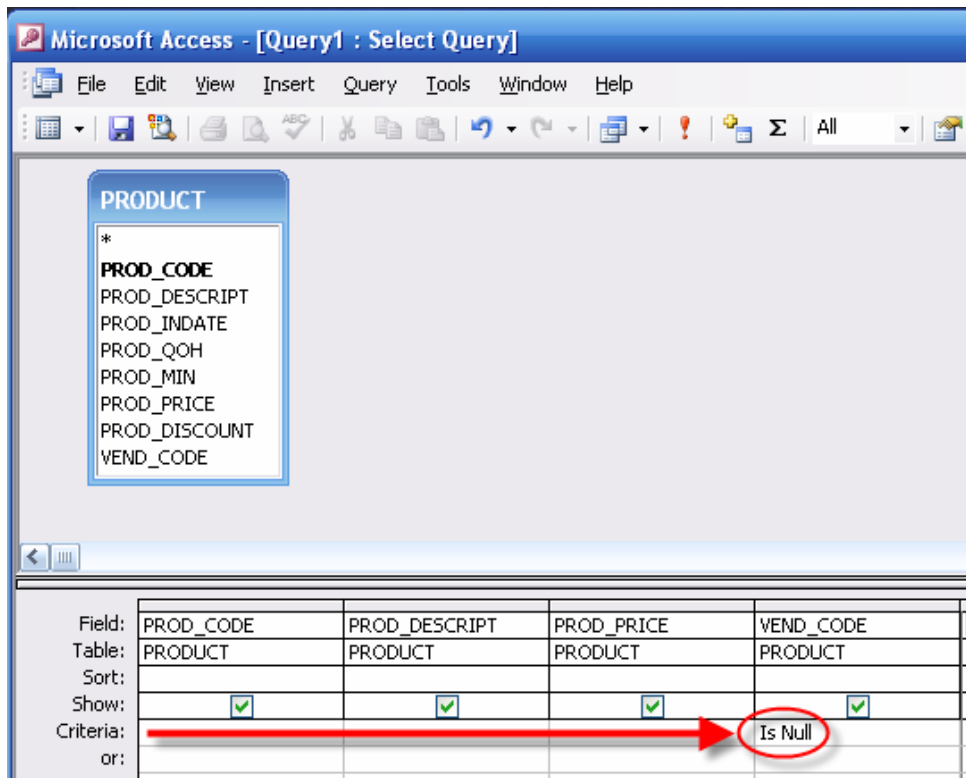 Microsoft Access - [Query1 : Select Query]
File Edit View Insert Query Tools Window Help
ABC Σ All
PRODUCT
*
PROD_CODE
PROD_DESCRIPT
PROD_INDATE
PROD_QOH
PROD_MIN
PROD_PRICE
PROD_DISCOUNT
VEND_CODE
Field: PROD_CODE PROD_DESCRIPT PROD_PRICE VEND_CODE
Table: PRODUCT PRODUCT PRODUCT PRODUCT
Sort:
Show:
Criteria: Is Null
or: